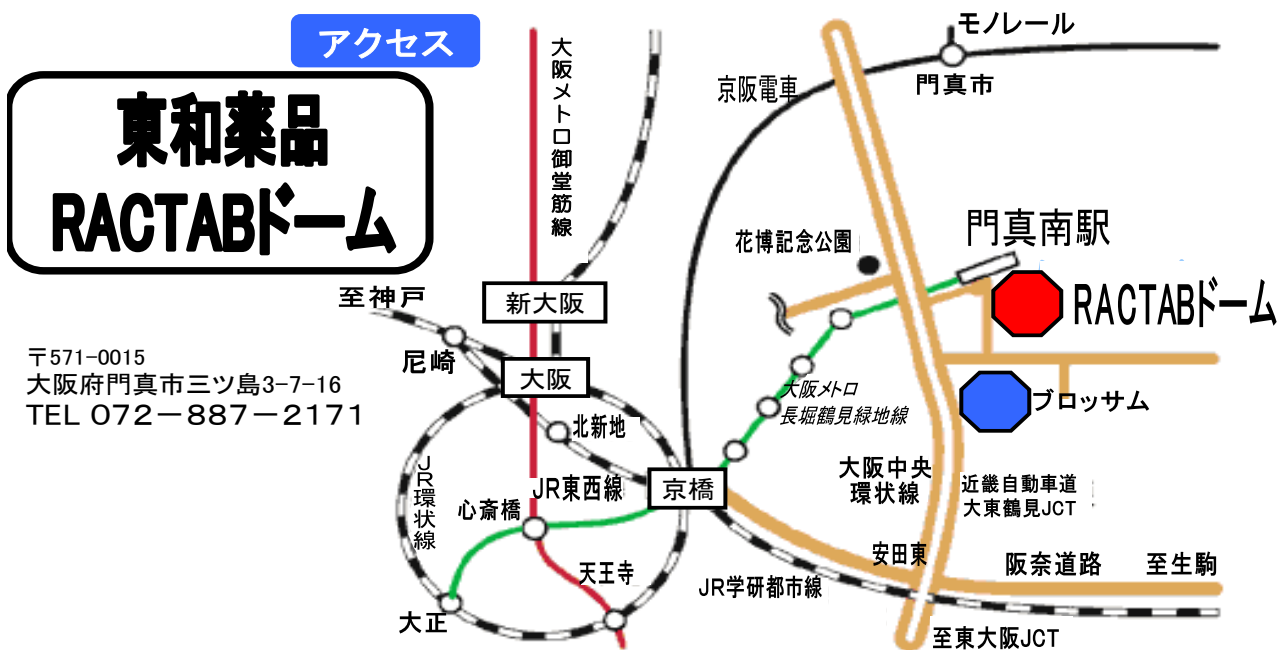 アクセス
東和薬品
RACTABドーム
〒571-0015
大阪府門真市三ツ島3-7-16
TEL 072－887－2171
大阪メトロ御堂筋線
モノレール
門真市
京阪電車
花博記念公園
門真南駅
RACTABドーム
ブロッサム
至神戸
新大阪
尼崎
大阪
北新地
大阪メトロ
長堀鶴見緑地線
JR環状線
JR東西線
京橋
心斎橋
天王寺
大正
大阪中央
環状線
近畿自動車道
大東鶴見JCT
安田東
阪奈道路
至生駒
JR学研都市線
至東大阪JCT